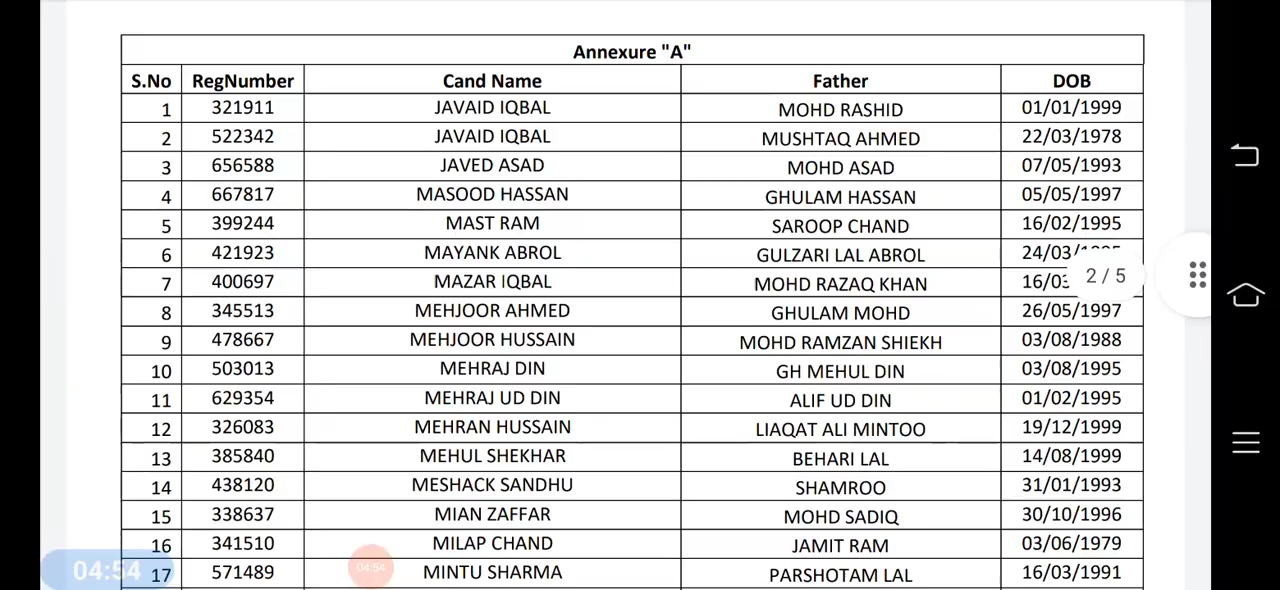 Annexure "A"
S.No RegNumber Cand Name Father DOB
1 321911 JAVAID IQBAL MOHD RASHID 01/01/1999
2 522342 JAVAID IQBAL MUSHTAQ AHMED 22/03/1978
3 656588 JAVED ASAD MOHD ASAD 07/05/1993
4 667817 MASOOD HASSAN GHULAM HASSAN 05/05/1997
5 399244 MAST RAM SAROOP CHAND 16/02/1995
6 421923 MAYANK ABROL GULZARI LAL ABROL 24/03/
7 400697 MAZAR IQBAL MOHD RAZAQ KHAN 16/03 2 / 5
8 345513 MEHJOOR AHMED GHULAM MOHD 26/05/1997
9 478667 MEHJOOR HUSSAIN MOHD RAMZAN SHIEKH 03/08/1988
10 503013 MEHRAJ DIN GH MEHUL DIN 03/08/1995
11 629354 MEHRAJ UD DIN ALIF UD DIN 01/02/1995
12 326083 MEHRAN HUSSAIN LIAQAT ALI MINTOO 19/12/1999
13 385840 MEHUL SHEKHAR BEHARI LAL 14/08/1999
14 438120 MESHACK SANDHU SHAMROO 31/01/1993
15 338637 MIAN ZAFFAR MOHD SADIQ 30/10/1996
16 341510 MILAP CHAND JAMIT RAM 03/06/1979
04:54 04:54
17 571489 MINTU SHARMA PARSHOTAM LAL 16/03/1991